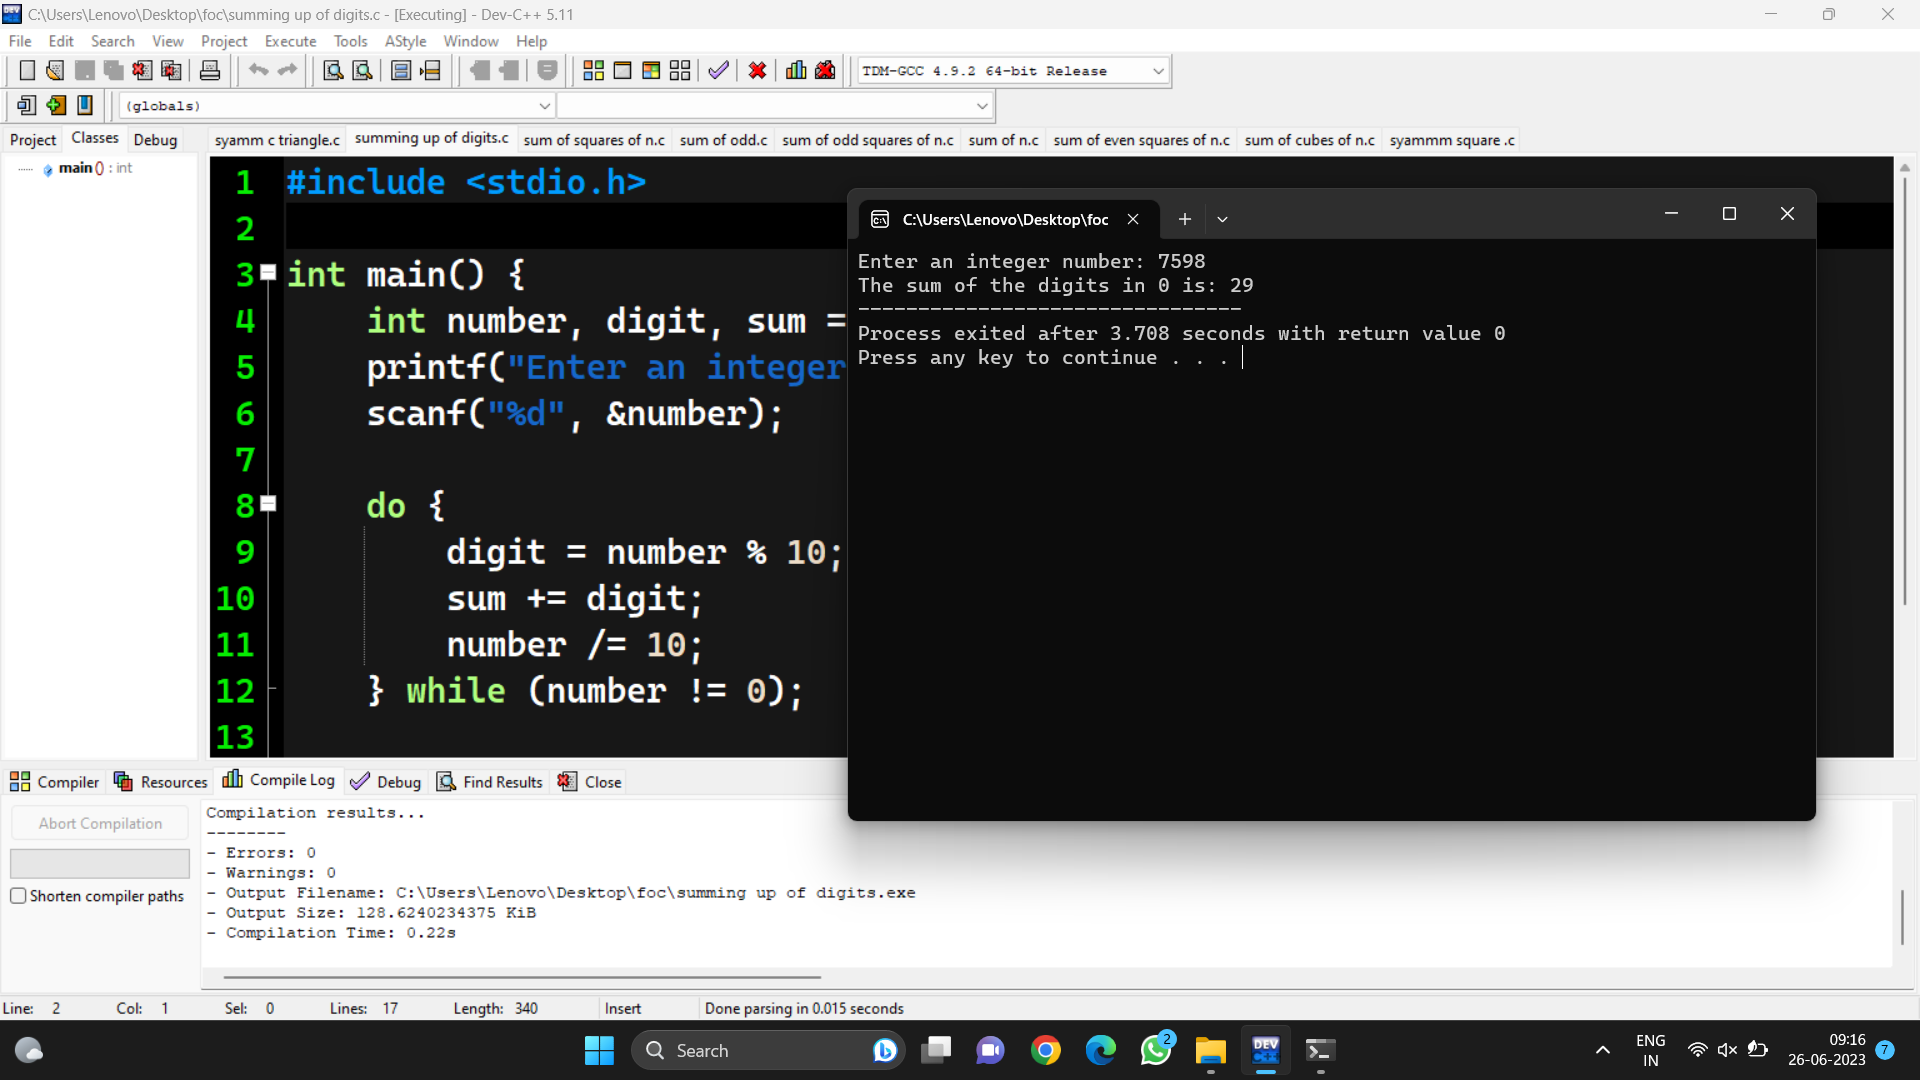 C:\Users\Lenovo\Desktop\foc\summing up of digits.c - [Executing] - Dev-C++ 5.11
File Edit Search View Project Execute Tools AStyle Window Help
TDM-GCC 4.9.2 64-bit Release
(globals)
Project Classes Debug
syamm c triangle.c summing up of digits.c sum of squares of n.c sum of odd.c sum of odd squares of n.c sum of n.c sum of even squares of n.c sum of cubes of n.c syammm square .c
main () : int
1 #include <stdio.h>
2
3 int main() {
4 int number, digit, sum =
5 printf("Enter an integer
6 scanf("%d", &number);
7
8 do {
9 digit = number % 10;
10 sum += digit;
11 number /= 10;
12 } while (number != 0);
13
C:\Users\Lenovo\Desktop\foc
Enter an integer number: 7598
The sum of the digits in 0 is: 29
--------------------------------
Process exited after 3.708 seconds with return value 0
Press any key to continue . . .
Compiler Resources Compile Log Debug Find Results Close
Abort Compilation
Shorten compiler paths
Compilation results...
--------
- Errors: 0
- Warnings: 0
- Output Filename: C:\Users\Lenovo\Desktop\foc\summing up of digits.exe
- Output Size: 128.6240234375 KiB
- Compilation Time: 0.22s
Line: 2 Col: 1 Sel: 0 Lines: 17 Length: 340 Insert Done parsing in 0.015 seconds
Search
DEV C++
2
ENG
IN
09:16
26-06-2023
7